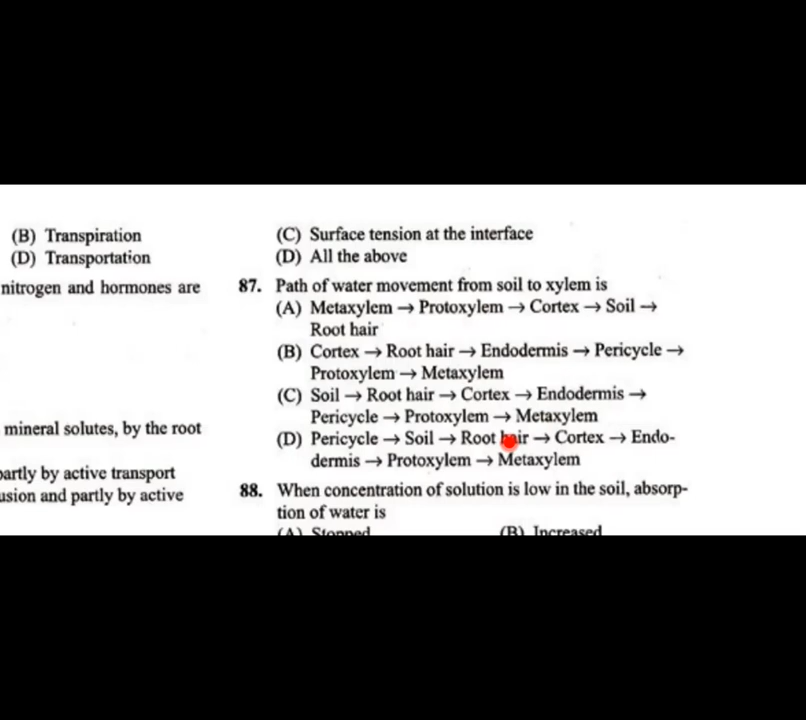 (B) Transpiration
(D) Transportation
nitrogen and hormones are
mineral solutes, by the root
partly by active transport
usion and partly by active
(C) Surface tension at the interface
(D) All the above
87. Path of water movement from soil to xylem is
(A) Metaxylem → Protoxylem → Cortex → Soil →
Root hair
(B) Cortex → Root hair → Endodermis → Pericycle →
Protoxylem → Metaxylem
(C) Soil → Root hair → Cortex → Endodermis →
Pericycle → Protoxylem → Metaxylem
(D) Pericycle → Soil → Root hair → Cortex → Endo-
dermis → Protoxylem → Metaxylem
88. When concentration of solution is low in the soil, absorp-
tion of water is
(A) Stopped (B) Increased